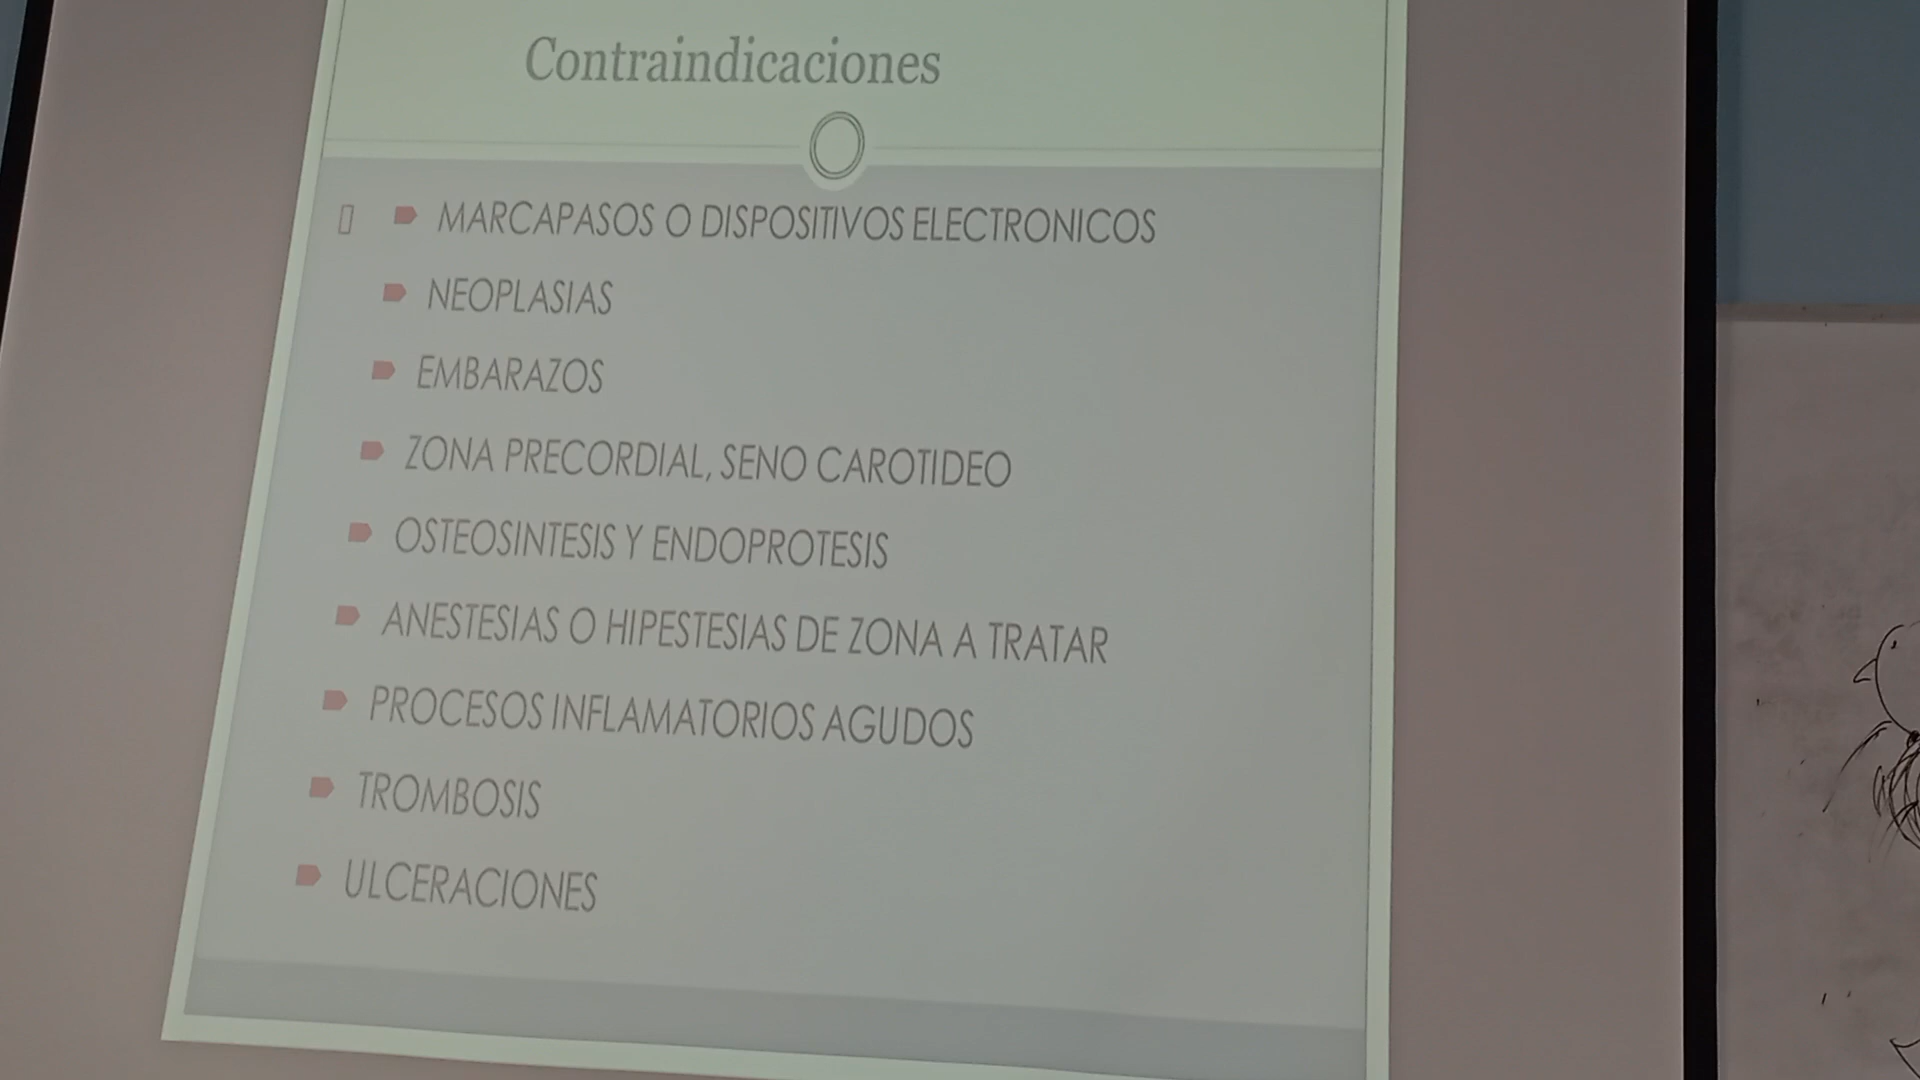 Contraindicaciones
MARCAPASOS O DISPOSITIVOS ELECTRONICOS
NEOPLASIAS
EMBARAZOS
ZONA PRECORDIAL, SENO CAROTIDEO
OSTEOSINTESIS Y ENDOPROTESIS
ANESTESIAS O HIPESTESIAS DE ZONA A TRATAR
PROCESOS INFLAMATORIOS AGUDOS
TROMBOSIS
ULCERACIONES